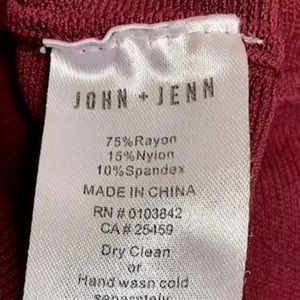 JOHN + JENN
75%Rayon
15%Nylon
10%Spandex
MADE IN CHINA
RN # 0103842
CA # 25459
Dry Clean
or
Hand wash cold
separately